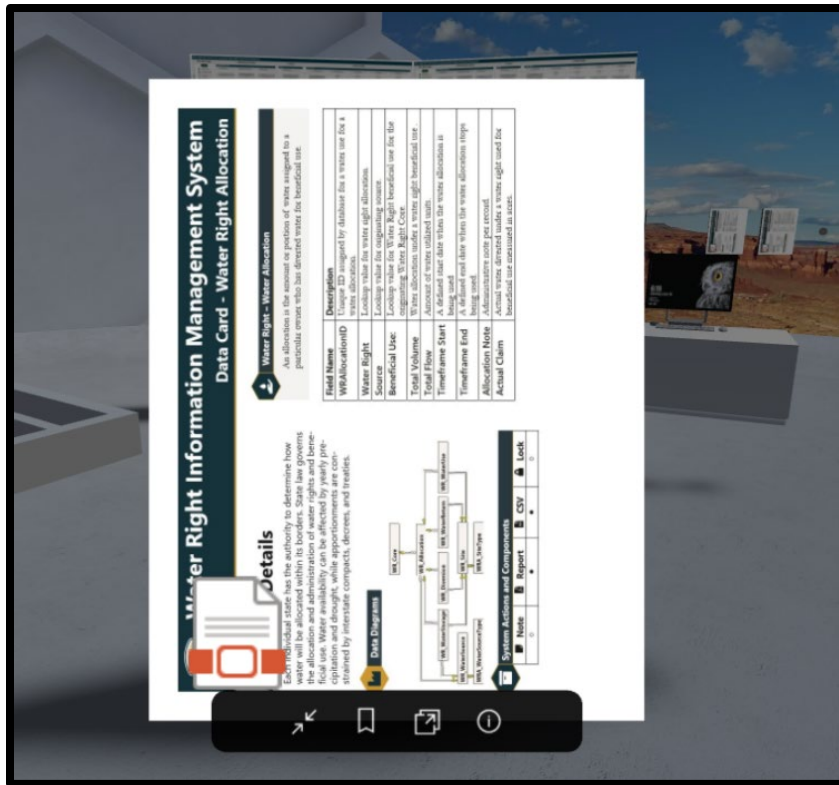 Water Right Information Management System
Data Card - Water Right Allocation
Details
Each individual state has the authority to determine how
water will be allocated within its borders. State law governs
the allocation and administration of water rights and bene-
ficial use. Water availability can be affected by yearly pre-
cipitation and drought, while apportionments are con-
strained by interstate compacts, decrees, and treaties.
Data Diagrams
WR_Core
WR_Allocation
WR_WaterSource
WR_Site
System Actions and Components
Note Report CSV Lock
Water Right – Water Allocation
An allocation is the amount or portion of water assigned to a
particular owner who has diverted water for beneficial use.
Field Name Description
WRAllocationID Unique ID assigned by database for a water use for a
water allocation.
Water Right Lookup value for water right allocation.
Source Lookup value for originating source.
Beneficial Use: Lookup value for Water Right beneficial use for the
originating Water Right Core.
Total Volume Water allocation under a water right beneficial use.
Total Flow Amount of water utilized units.
Timeframe Start A defined start date when the water allocation is
being used
Timeframe End A defined end date when the water allocation stops
being used.
Allocation Note Administrative note per record.
Actual Claim Actual water diverted under a water right used for
beneficial use measured in acres.